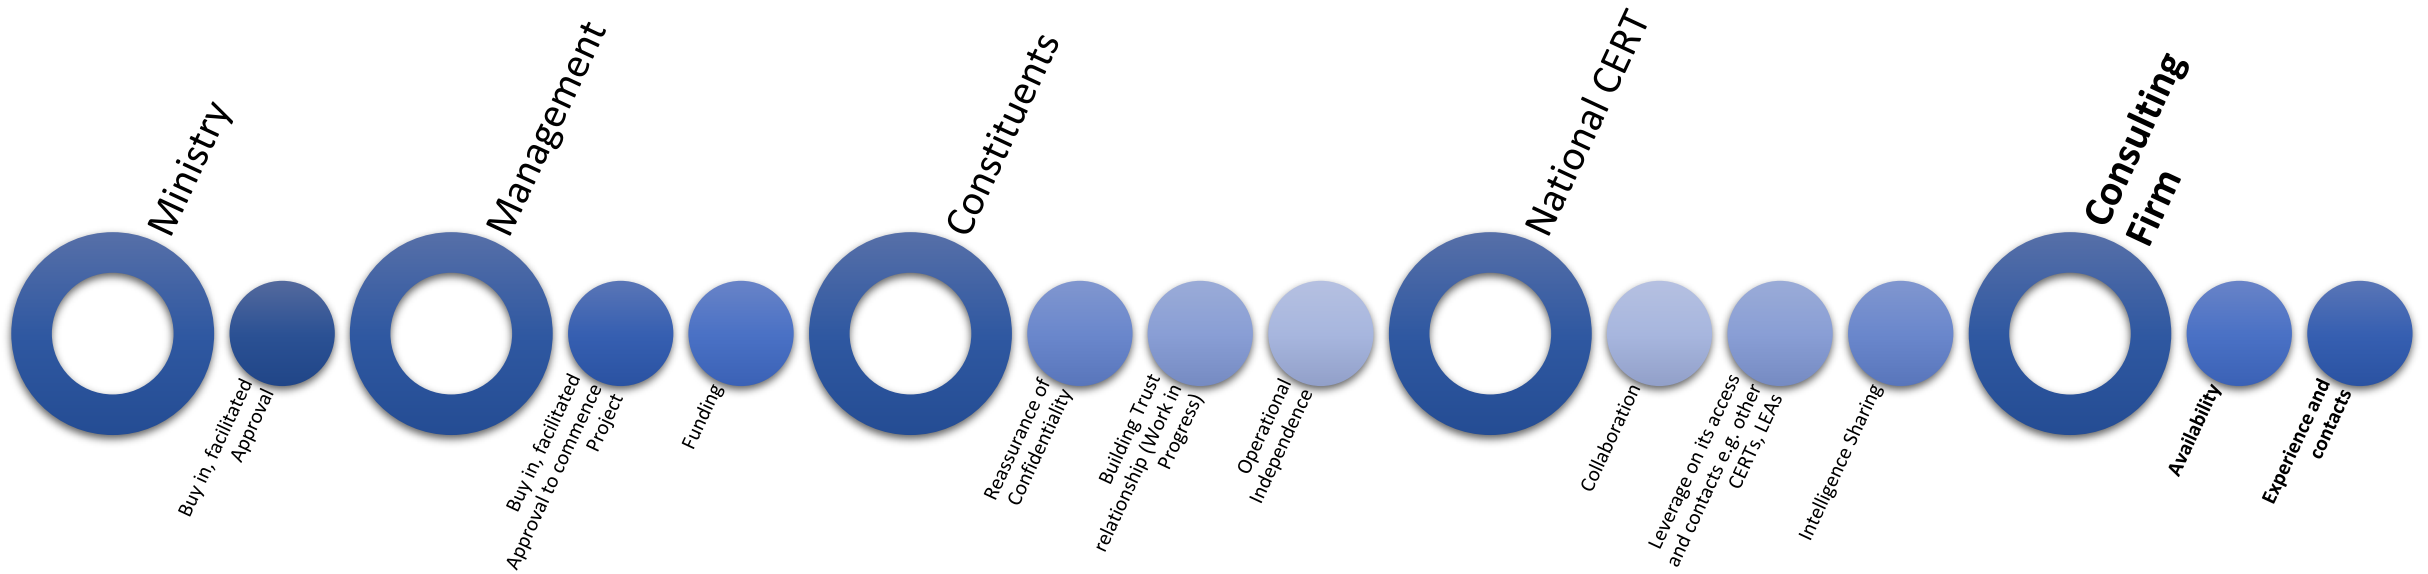 Ministry
Buy in, facilitated
Approval
Management
Buy in, facilitated
Approval to commence
Project
Funding
Constituents
Reassurance of
Confidentiality
Building Trust
relationship (Work in
Progress)
Operational
Independence
National CERT
Collaboration
Leverage on its access
and contacts e.g. other
CERTs, LEAs
Intelligence Sharing
Consulting
Firm
Availability
Experience and
contacts